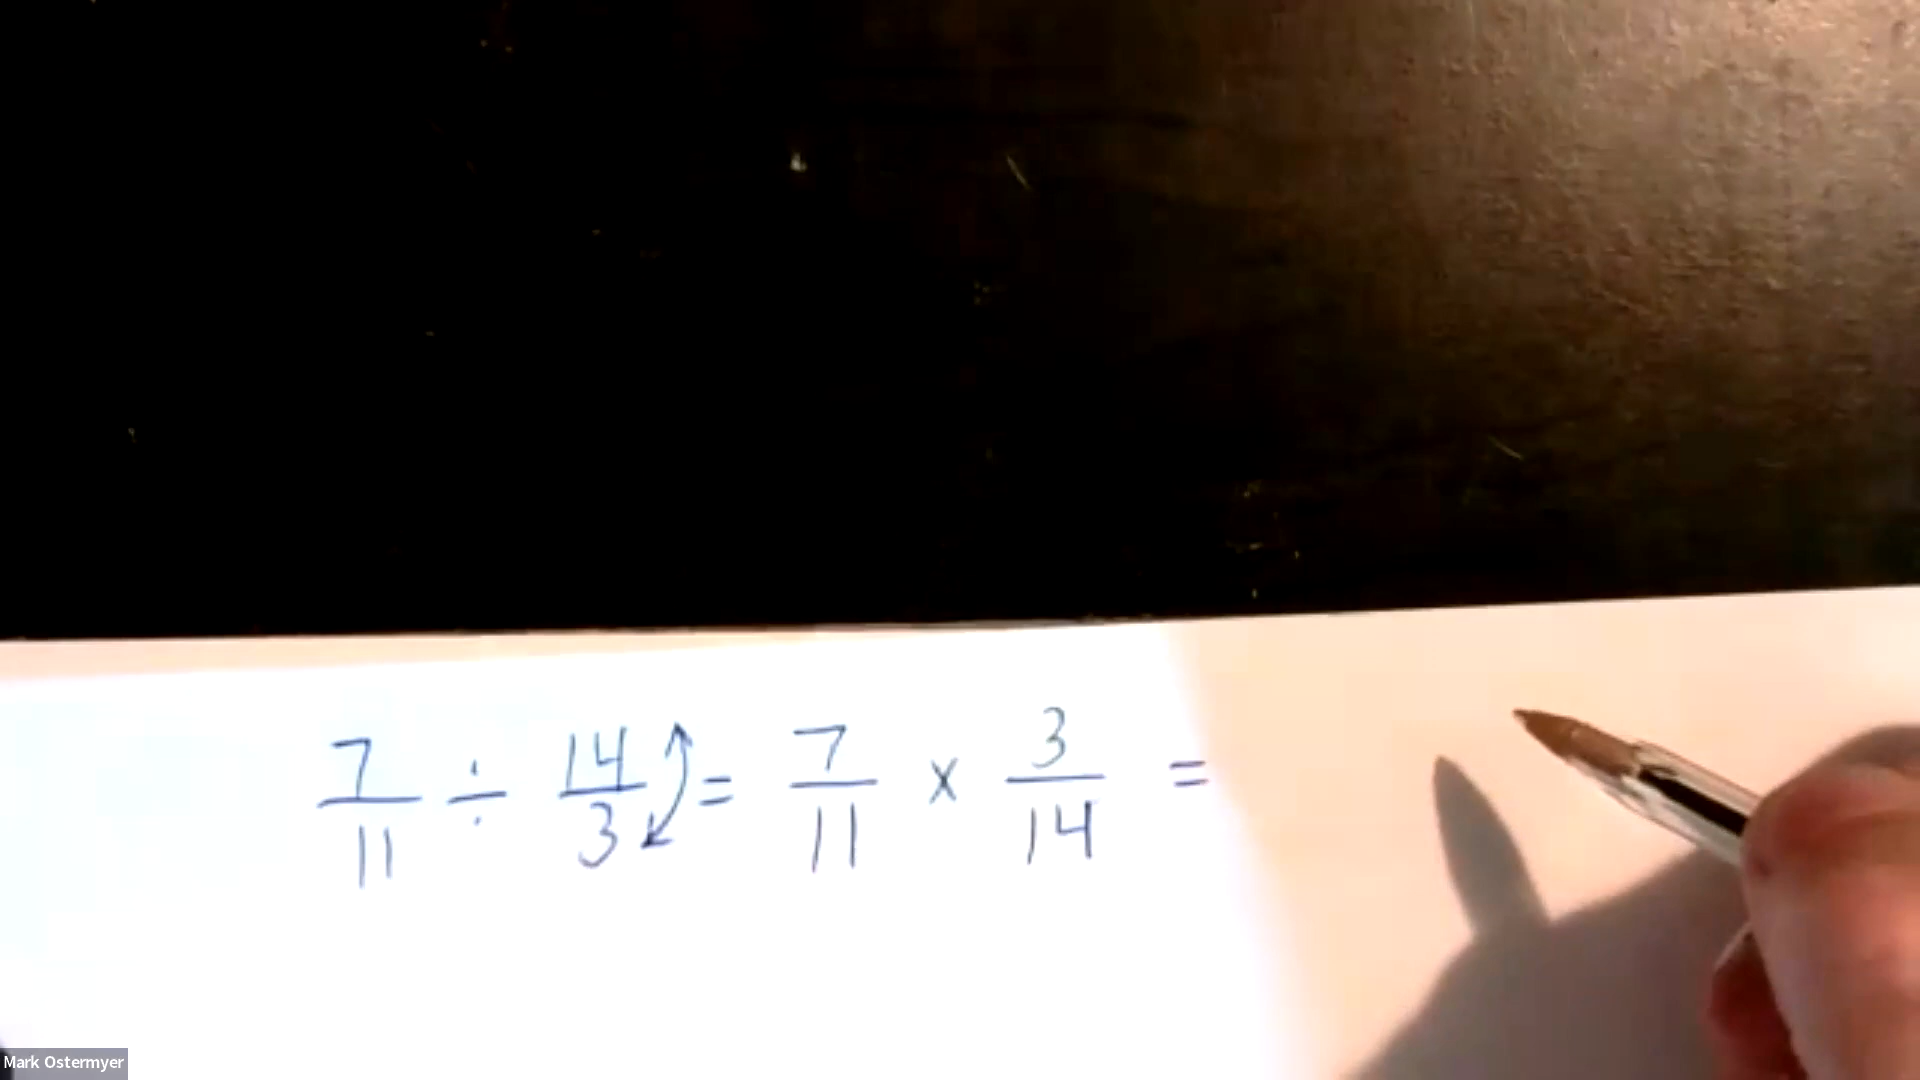 7/11 ÷ 14/3 = 7/11 x 3/14 =
Mark Ostermyer